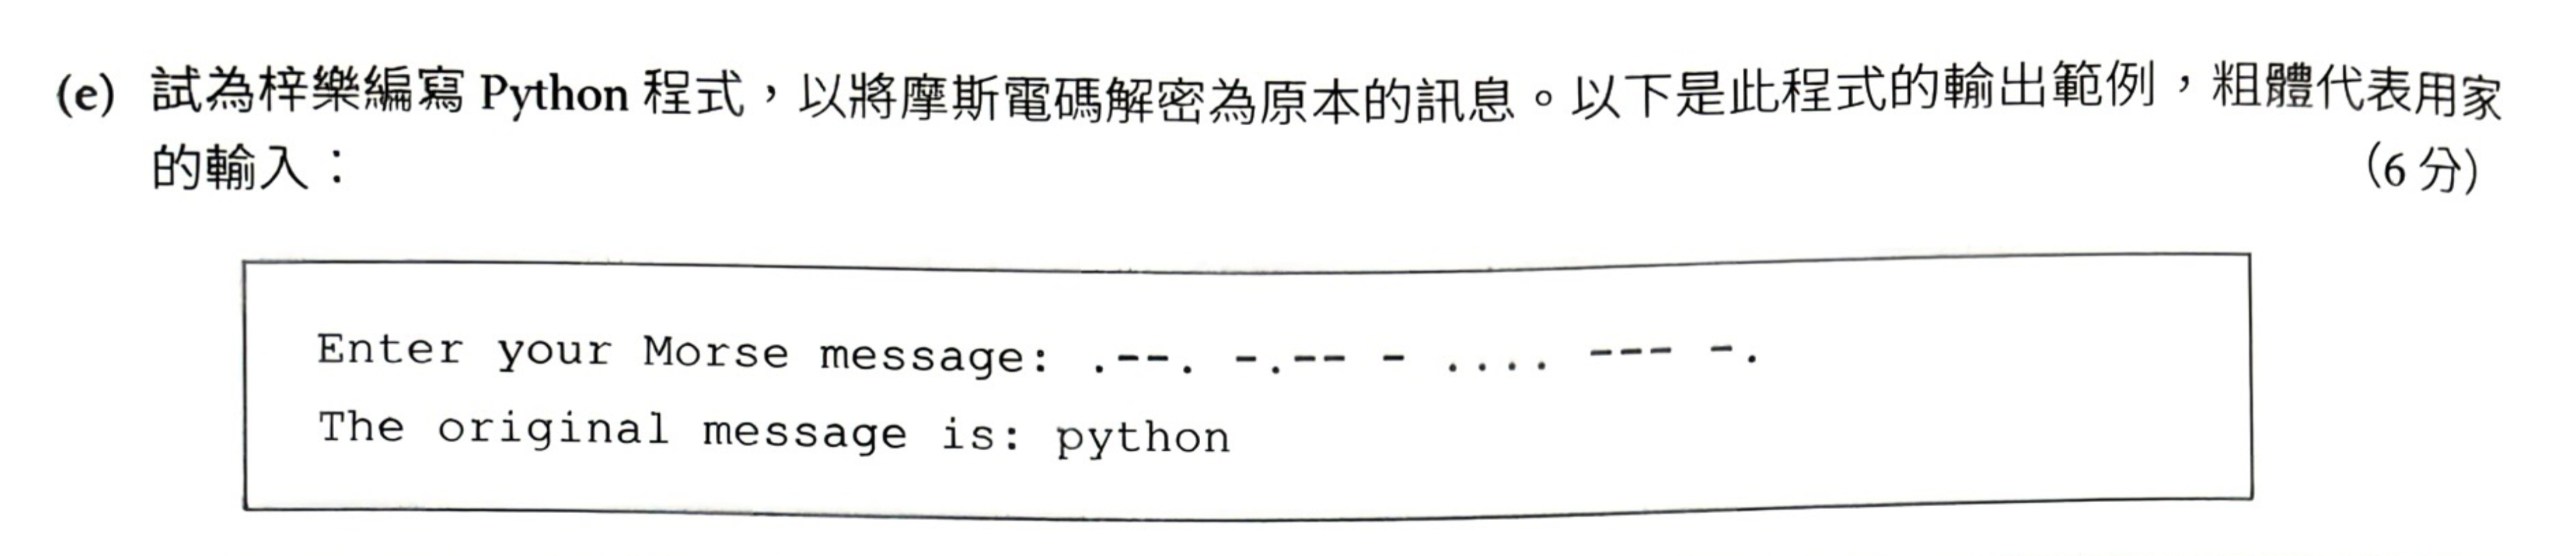 (e) 試為梓樂編寫 Python 程式，以將摩斯電碼解密為原本的訊息。以下是此程式的輸出範例，粗體代表用家
的輸入： (6 分)
Enter your Morse message: .--. -.-- - .... --- -.
The original message is: python